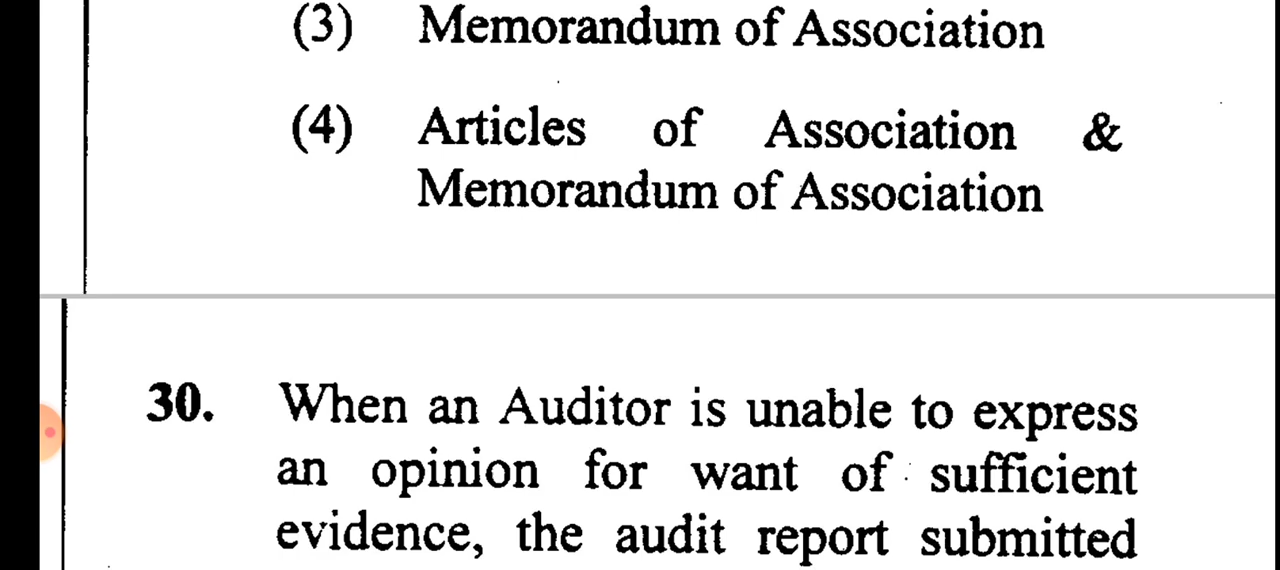 (3) Memorandum of Association
(4) Articles of Association &
Memorandum of Association
30. When an Auditor is unable to express
an opinion for want of sufficient
evidence, the audit report submitted